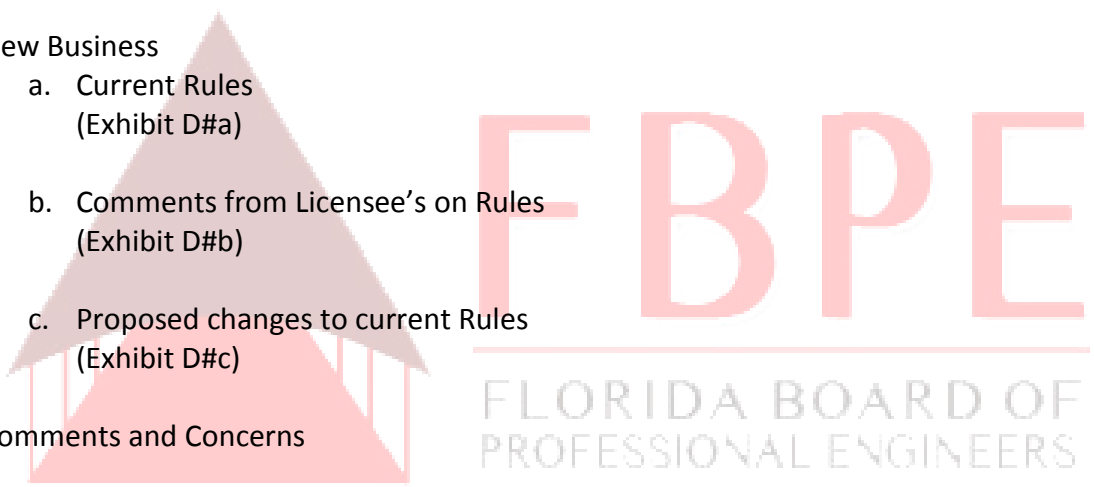 ew Business
a. Current Rules
(Exhibit D#a)
b. Comments from Licensee's on Rules
(Exhibit D#b)
c. Proposed changes to current Rules
(Exhibit D#c)
omments and Concerns
FBPE
FLORIDA BOARD OF
PROFESSIONAL ENGINEERS